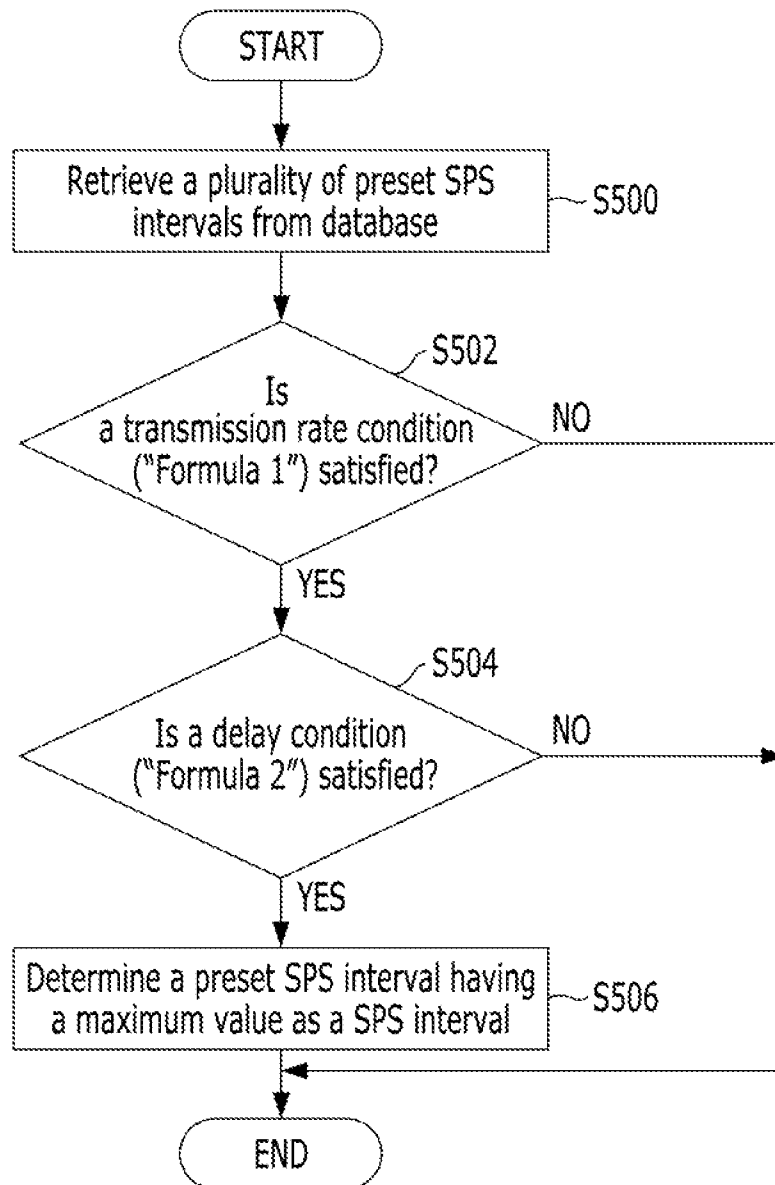 START
Retrieve a plurality of preset SPS
intervals from database
S500
S502
Is
a transmission rate condition
("Formula 1") satisfied?
NO
YES
S504
Is a delay condition
("Formula 2") satisfied?
NO
YES
Determine a preset SPS interval having
a maximum value as a SPS interval
S506
END